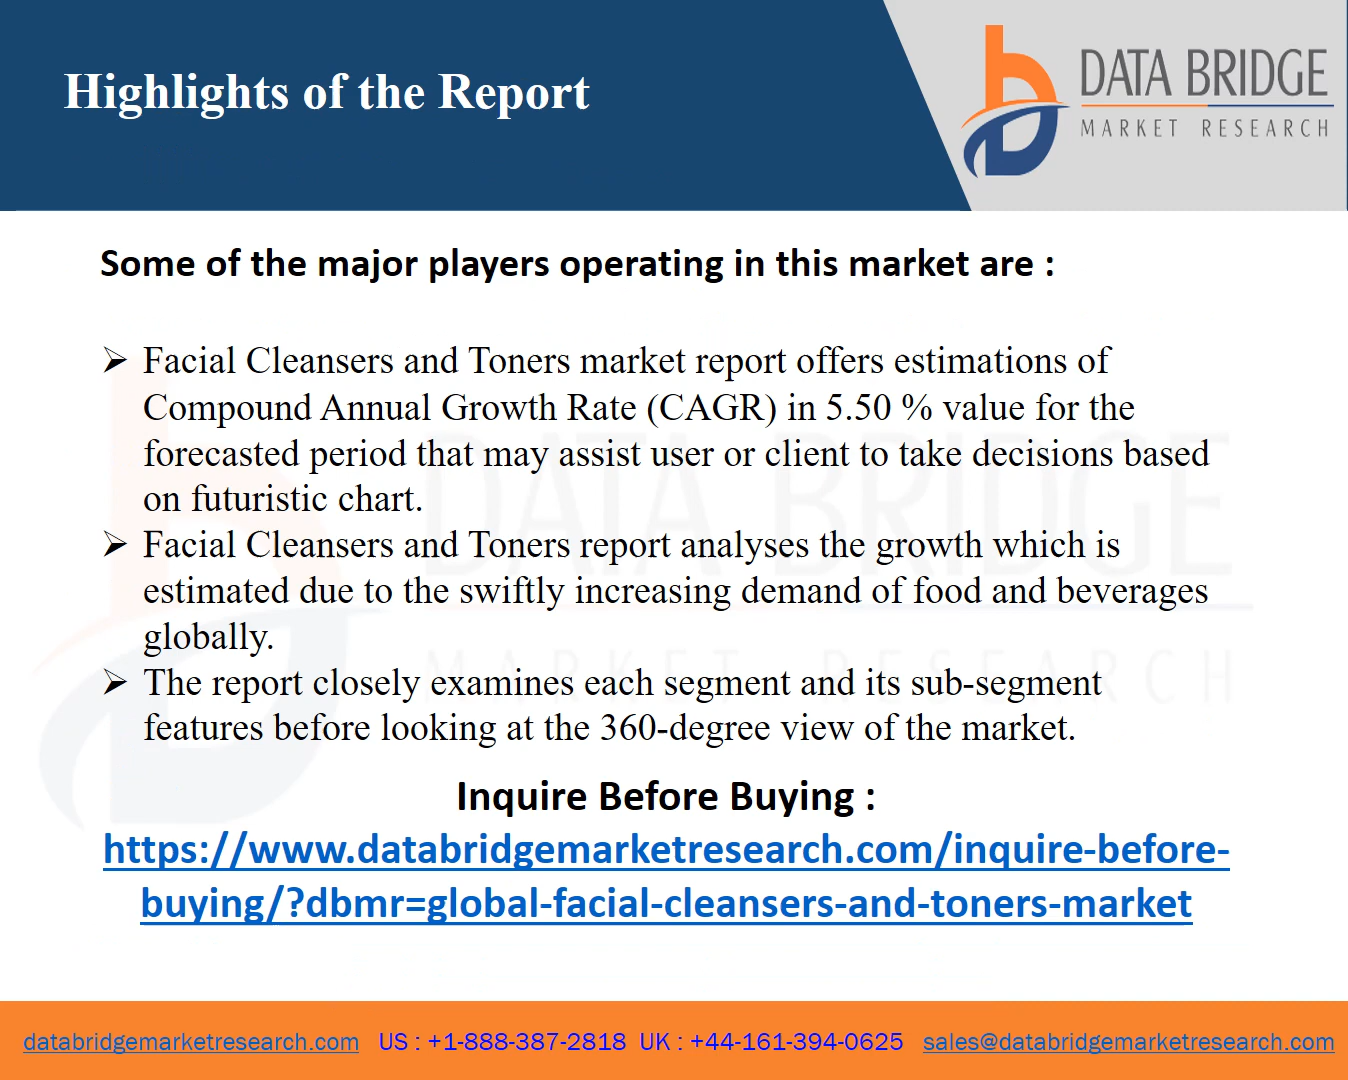 Highlights of the Report
DATA BRIDGE
MARKET RESEARCH
Some of the major players operating in this market are :
➢ Facial Cleansers and Toners market report offers estimations of
Compound Annual Growth Rate (CAGR) in 5.50 % value for the
forecasted period that may assist user or client to take decisions based
on futuristic chart.
➢ Facial Cleansers and Toners report analyses the growth which is
estimated due to the swiftly increasing demand of food and beverages
globally.
➢ The report closely examines each segment and its sub-segment
features before looking at the 360-degree view of the market.
DATA BRIDGE
MARKET RESEARCH
Inquire Before Buying :
https://www.databridgemarketresearch.com/inquire-before-
buying/?dbmr=global-facial-cleansers-and-toners-market
databridgemarketresearch.com US : +1-888-387-2818 UK : +44-161-394-0625 sales@databridgemarketresearch.com